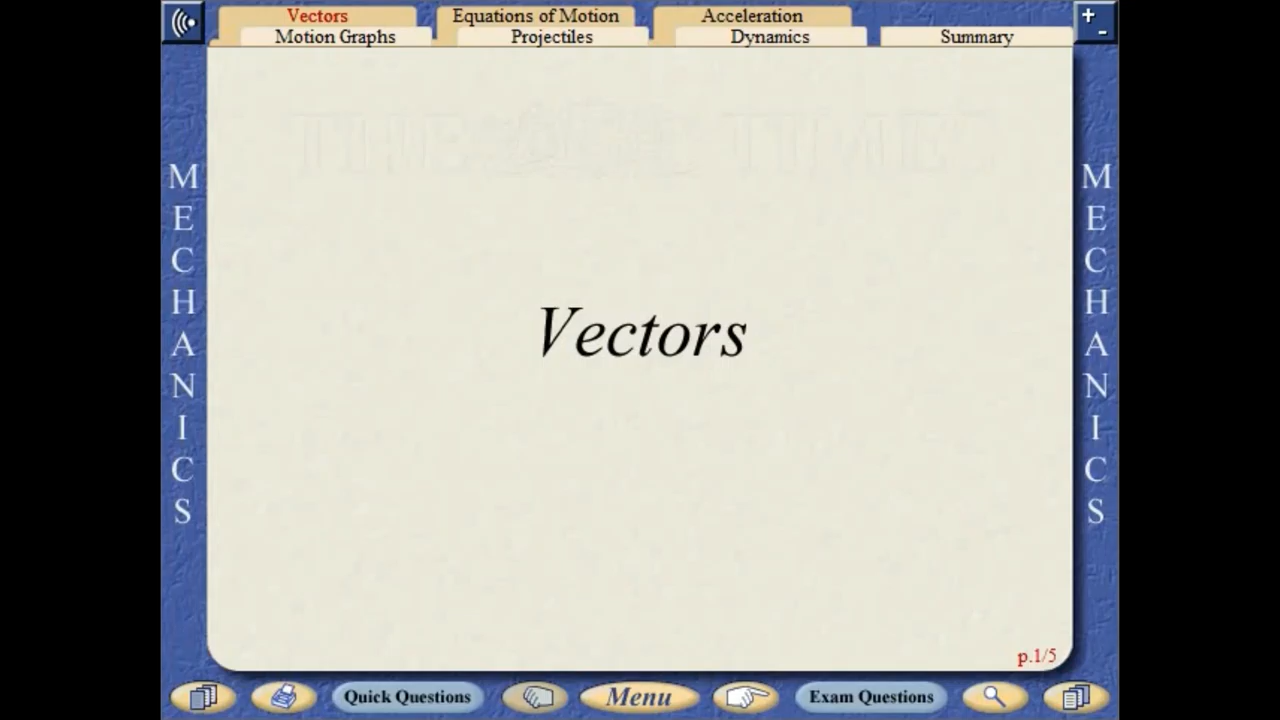 Vectors
Equations of Motion
Acceleration
Motion Graphs
Projectiles
Dynamics
Summary
MECHANICS
Vectors
MECHANICS
p.1/5
Quick Questions
Menu
Exam Questions